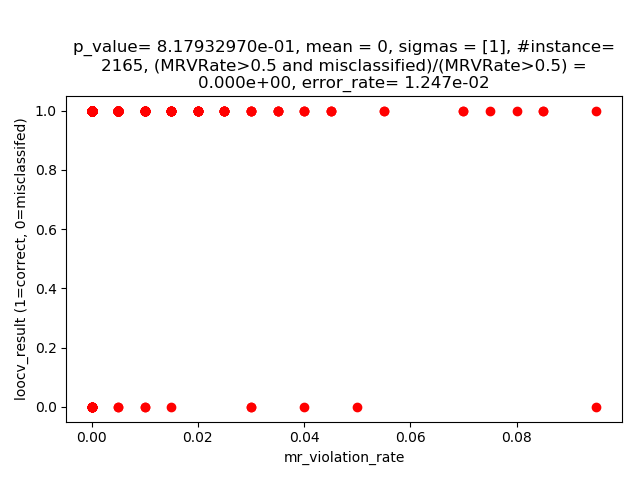 p_value= 8.17932970e-01, mean = 0, sigmas = [1], #instance=
2165, (MRVRate>0.5 and misclassified)/(MRVRate>0.5) =
0.000e+00, error_rate= 1.247e-02
1.0
0.8
0.6
0.4
0.2
0.0
loocv_result (1=correct, 0=misclassifed)
0.00 0.02 0.04 0.06 0.08
mr_violation_rate